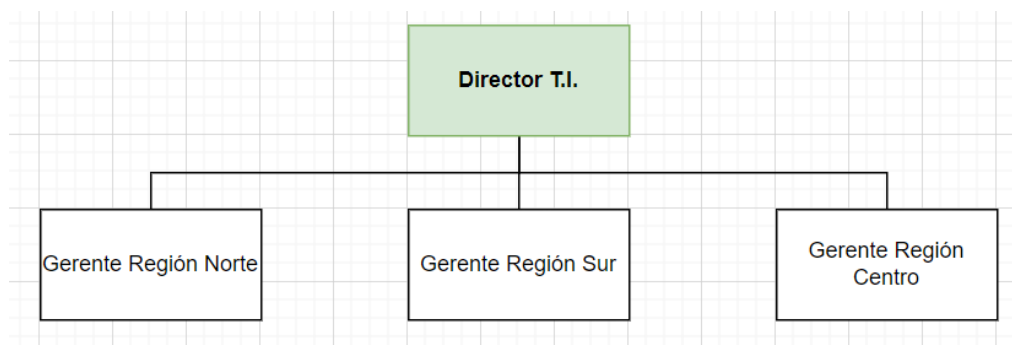 Director T.I.
Gerente Región Norte
Gerente Región Sur
Gerente Región
Centro